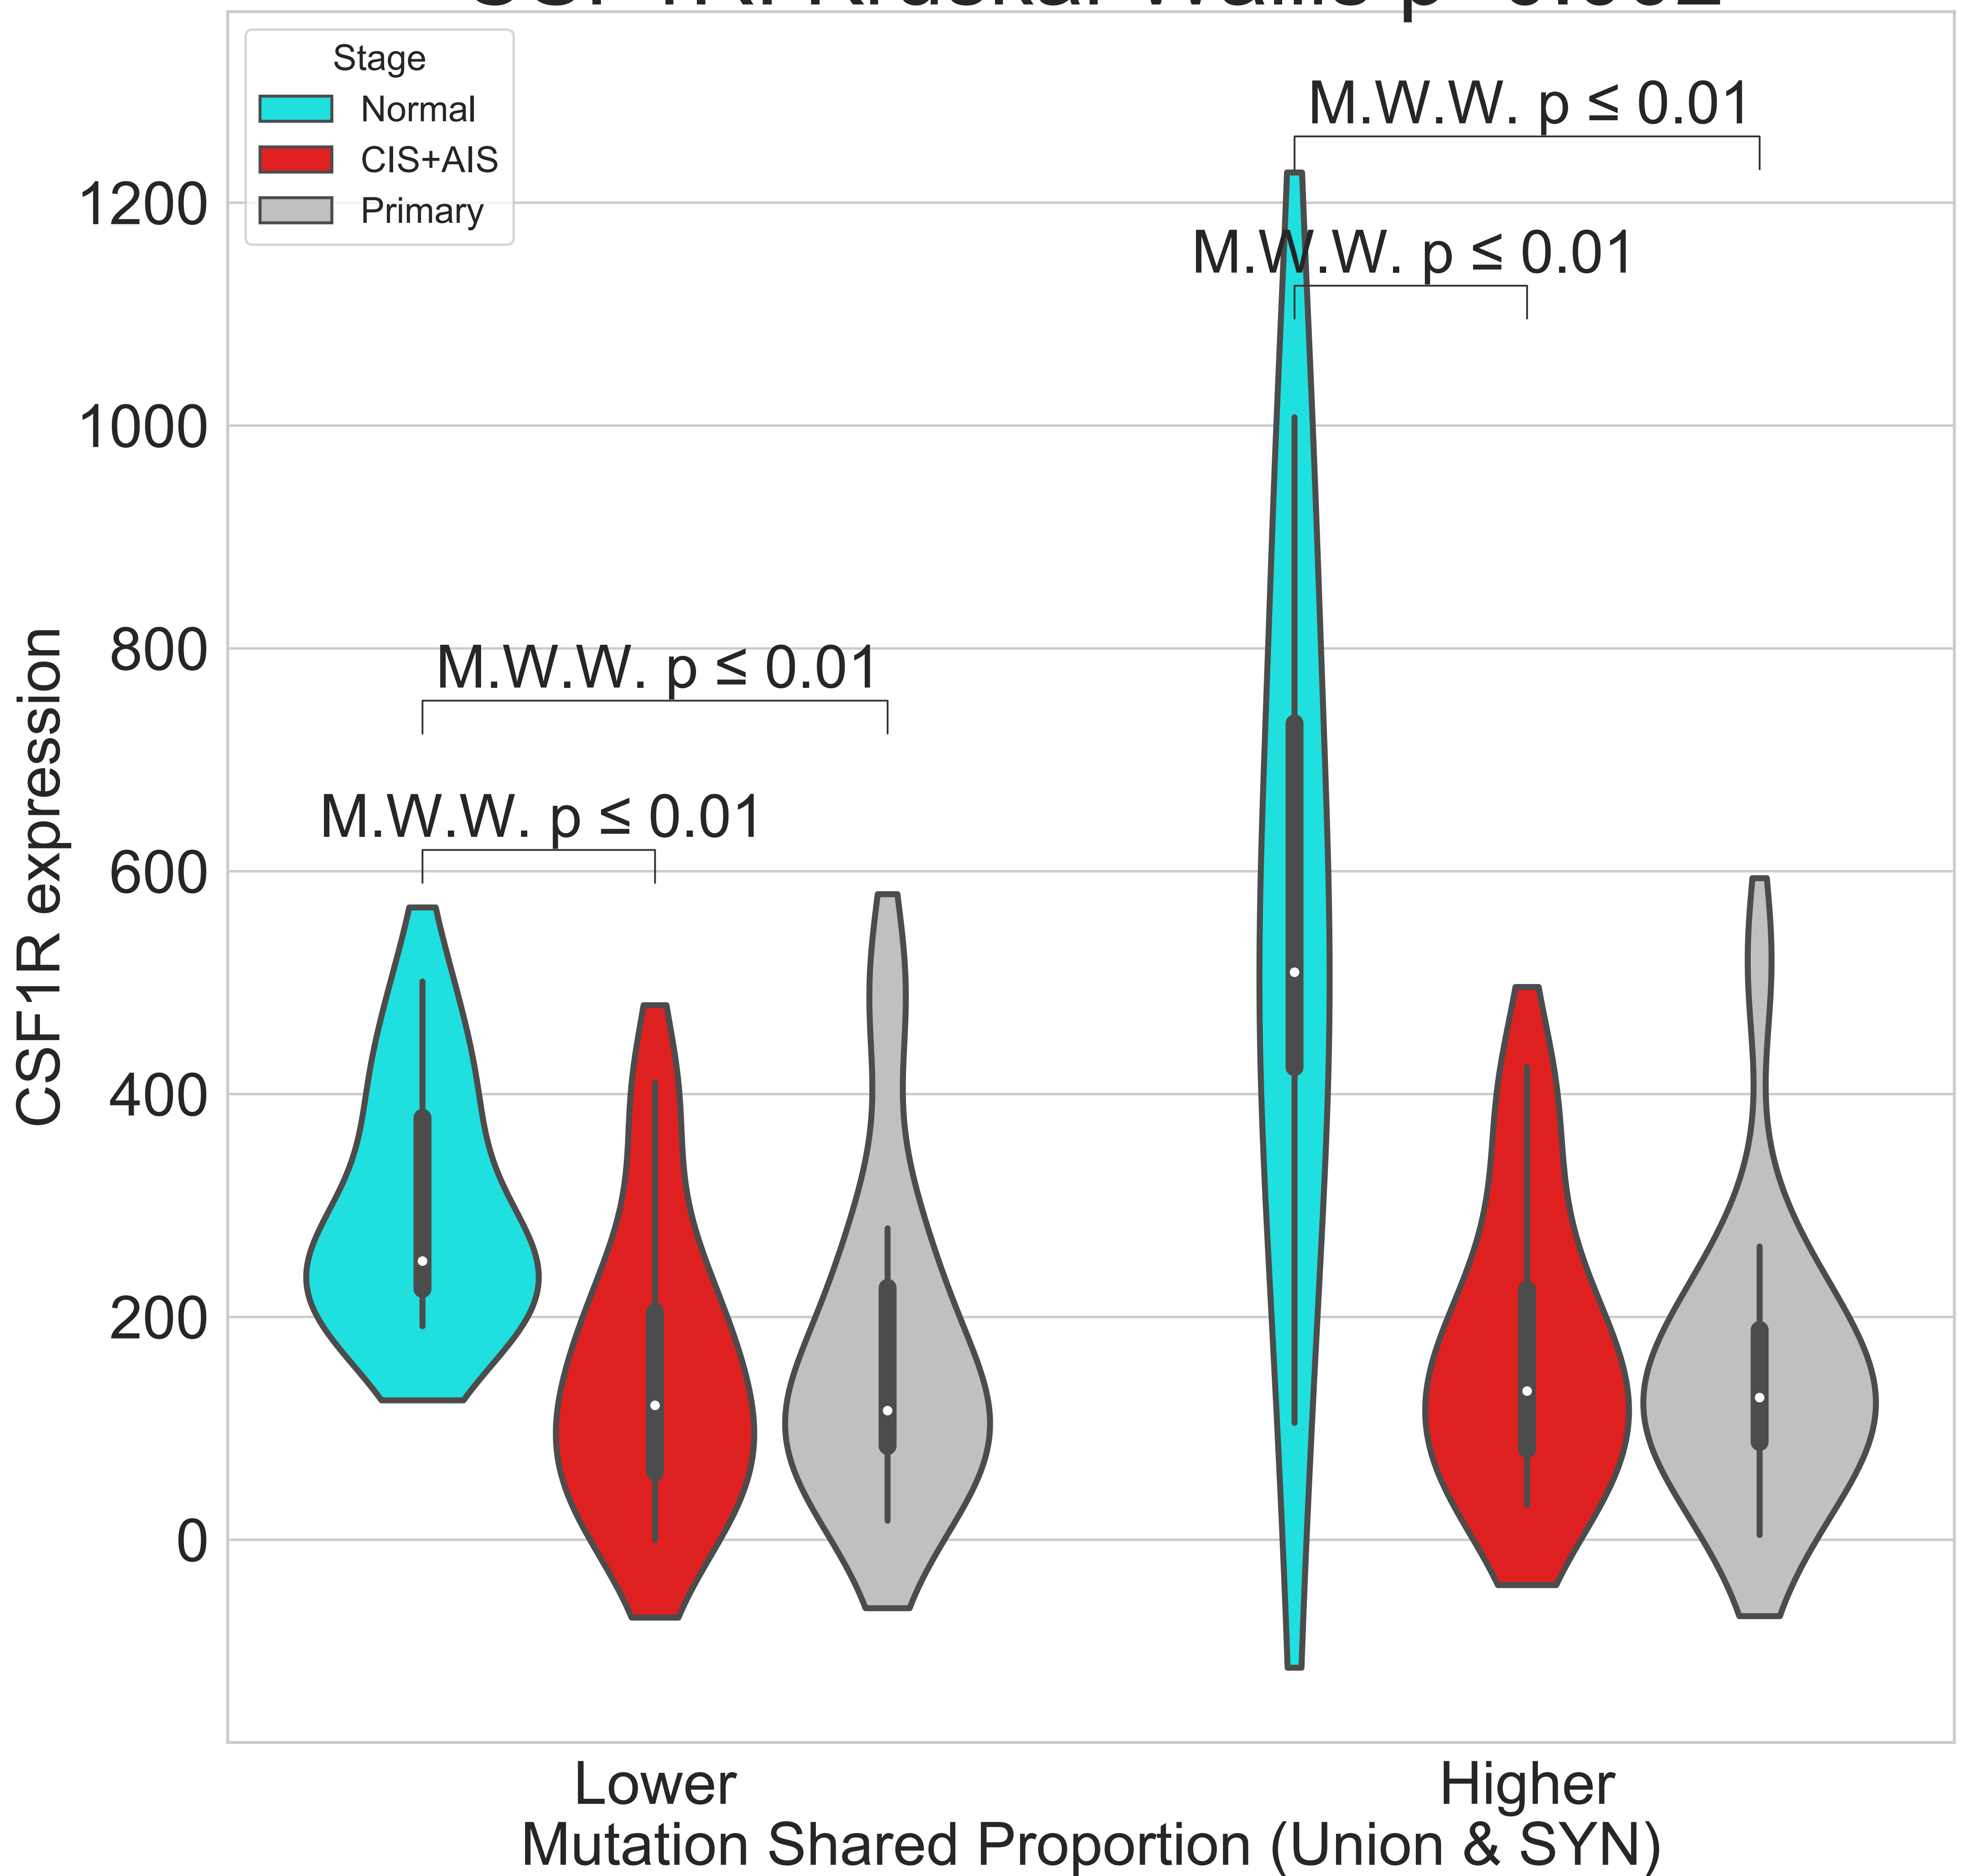 Stage
Normal
CIS+AIS
Primary
M.W.W. p ≤ 0.01
M.W.W. p ≤ 0.01
M.W.W. p ≤ 0.01
M.W.W. p ≤ 0.01
1200
1000
800
600
400
200
0
CSF1R expression
Lower
Higher
Mutation Shared Proportion (Union & SYN)